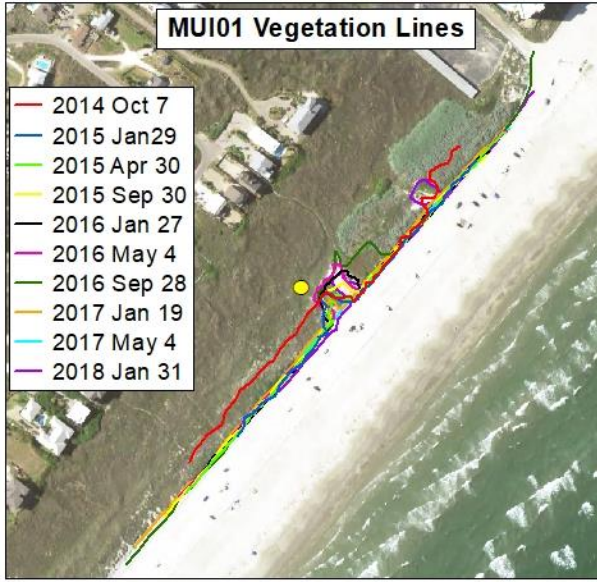 MUI01 Vegetation Lines
2014 Oct 7
2015 Jan29
2015 Apr 30
2015 Sep 30
2016 Jan 27
2016 May 4
2016 Sep 28
2017 Jan 19
2017 May 4
2018 Jan 31